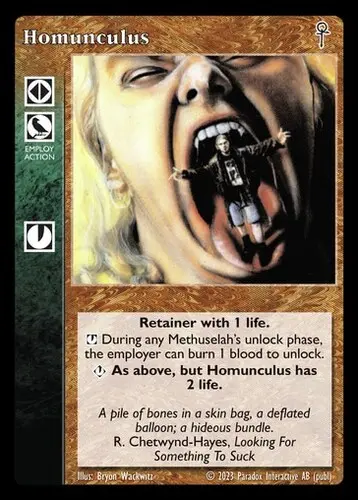 Homunculus
EMPLOY
ACTION
Retainer with 1 life.
During any Methuselah's unlock phase,
the employer can burn 1 blood to unlock.
As above, but Homunculus has
2 life.
A pile of bones in a skin bag, a deflated
balloon; a hideous bundle.
R. Chetwynd-Hayes, Looking For
Something To Suck
Illus: Bryon Wackwitz © 2023 Paradox Interactive AB (publ)